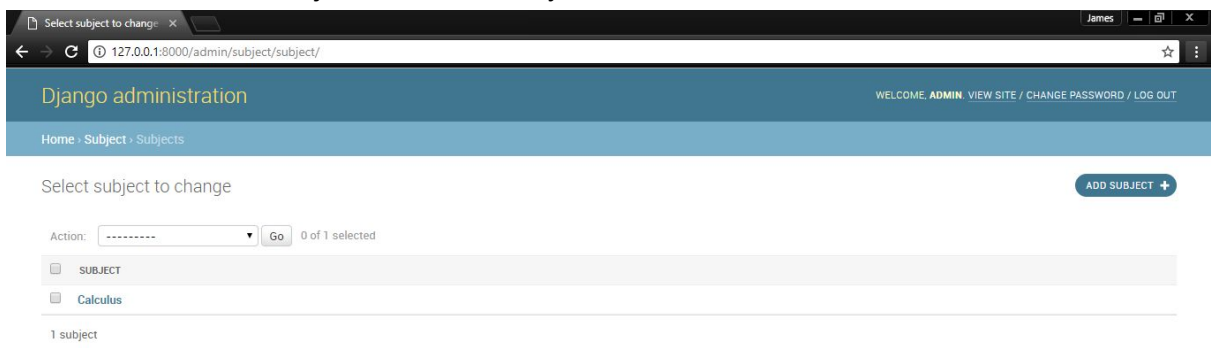 Select subject to change
James
127.0.0.1:8000/admin/subject/subject/
Django administration
WELCOME, ADMIN. VIEW SITE / CHANGE PASSWORD / LOG OUT
Home › Subject › Subjects
Select subject to change
ADD SUBJECT +
Action: --------- Go 0 of 1 selected
SUBJECT
Calculus
1 subject